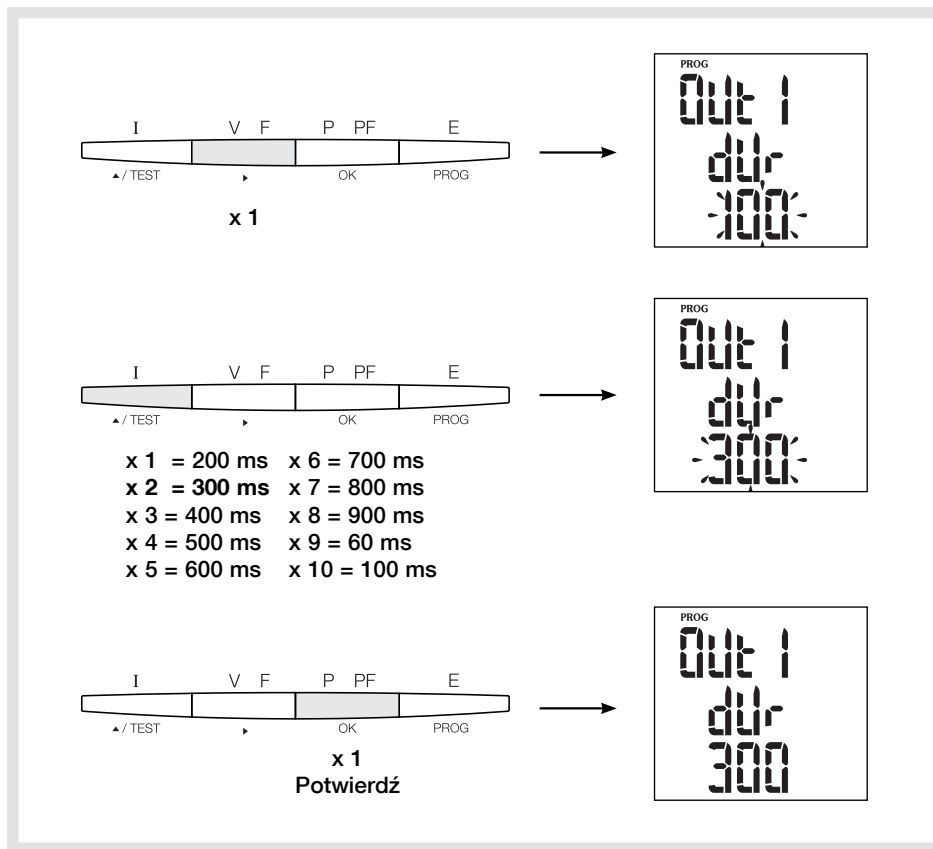 PROG
OUt 1
dUr
100
I V F P PF E
▲/ TEST ▶ OK PROG
x 1
PROG
OUt 1
dUr
300
I V F P PF E
▲/ TEST ▶ OK PROG
x 1 = 200 ms x 6 = 700 ms
x 2 = 300 ms x 7 = 800 ms
x 3 = 400 ms x 8 = 900 ms
x 4 = 500 ms x 9 = 60 ms
x 5 = 600 ms x 10 = 100 ms
PROG
OUt 1
dUr
300
I V F P PF E
▲/ TEST ▶ OK PROG
x 1
Potwierdź